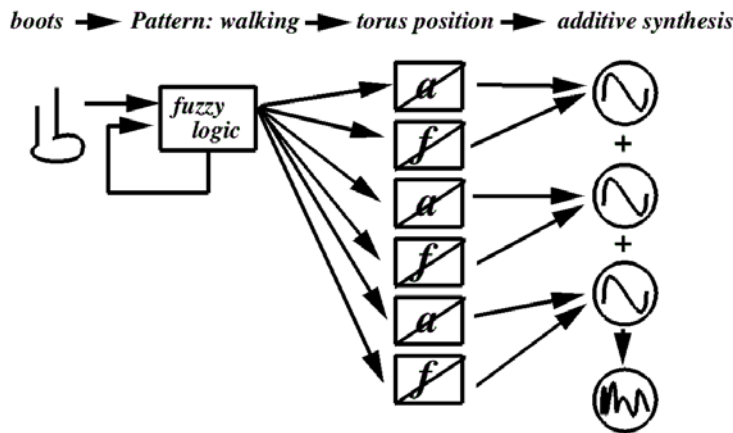 boots Pattern: walking torus position additive synthesis
fuzzy
logic
a
f
+
a
f
+
a
f